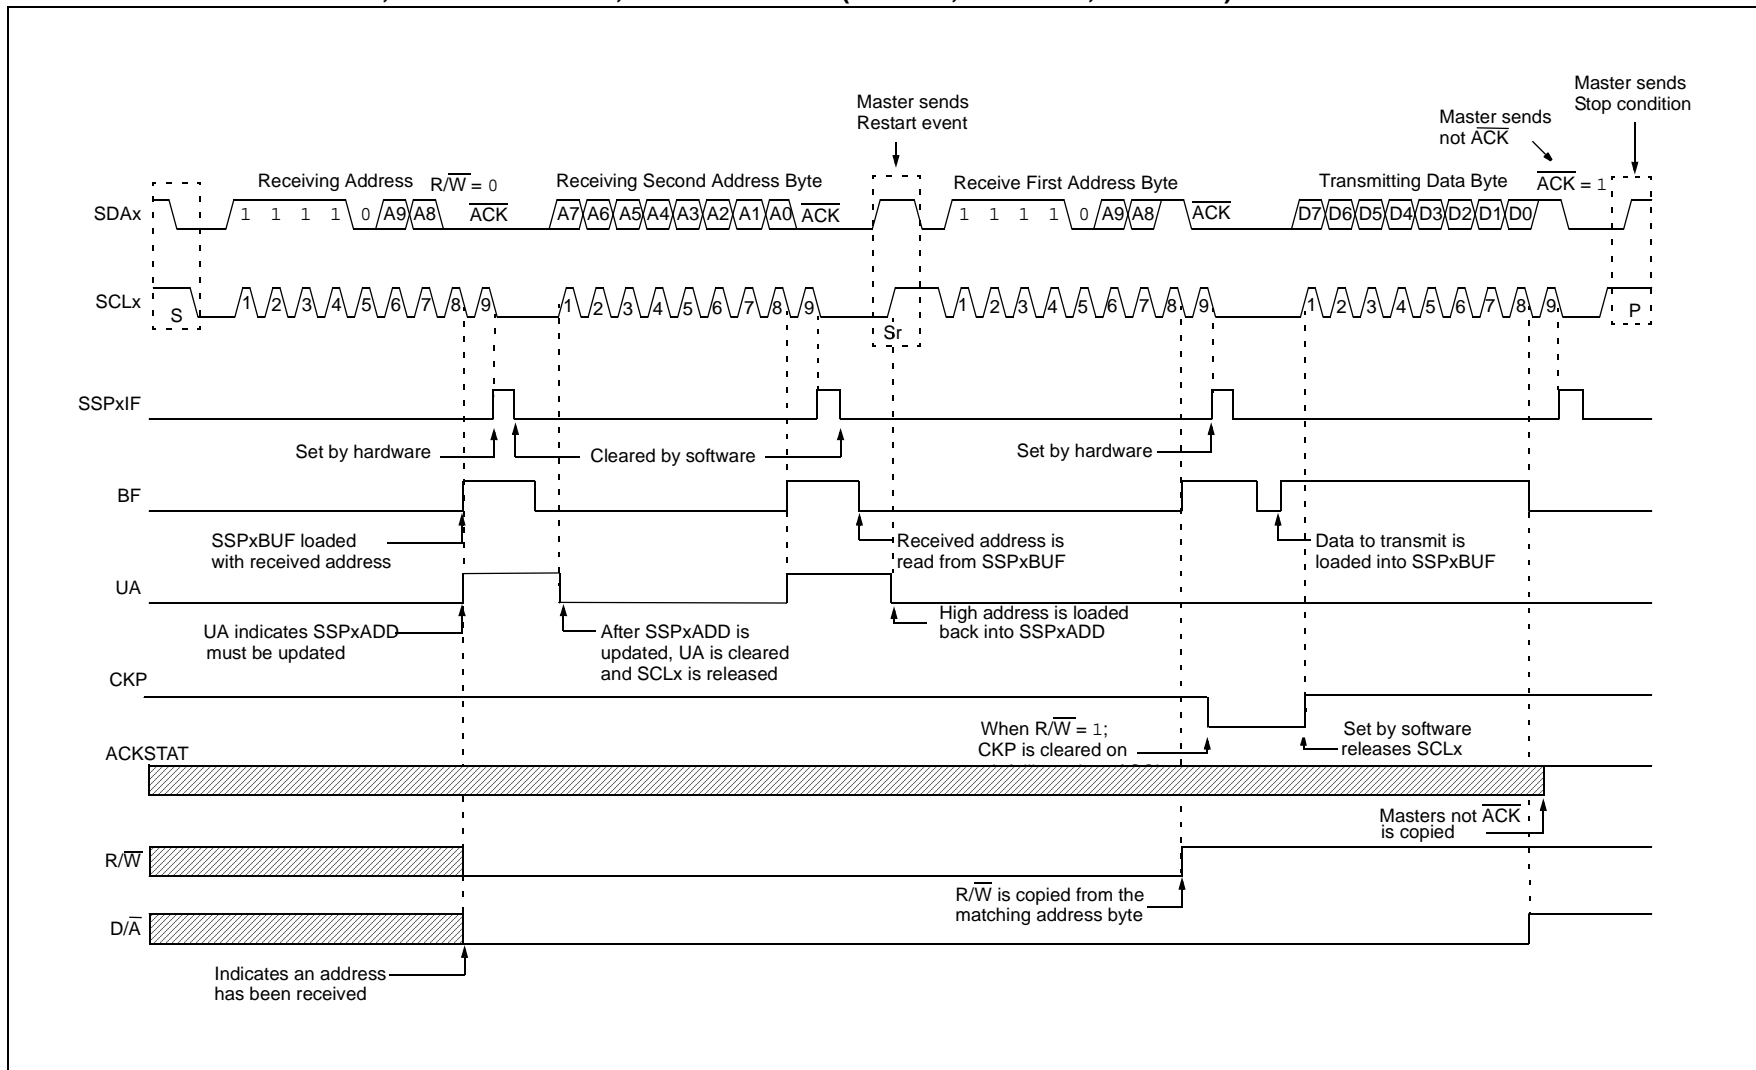 Master sends
Stop condition
Master sends
Restart event
Master sends
not ACK
Receiving Address R/W = 0
Receiving Second Address Byte
Receive First Address Byte
Transmitting Data Byte
ACK = 1
SDAx
1 1 1 1 0 A9 A8 ACK
A7 A6 A5 A4 A3 A2 A1 A0 ACK
1 1 1 1 0 A9 A8 ACK
D7 D6 D5 D4 D3 D2 D1 D0
SCLx
S
1 2 3 4 5 6 7 8 9
1 2 3 4 5 6 7 8 9
Sr
1 2 3 4 5 6 7 8 9
1 2 3 4 5 6 7 8 9
P
SSPxIF
Set by hardware
Cleared by software
Set by hardware
BF
SSPxBUF loaded
with received address
Received address is
read from SSPxBUF
Data to transmit is
loaded into SSPxBUF
UA
UA indicates SSPxADD
must be updated
After SSPxADD is
updated, UA is cleared
and SCLx is released
High address is loaded
back into SSPxADD
CKP
When R/W = 1;
CKP is cleared on
Set by software
releases SCLx
ACKSTAT
Masters not ACK
is copied
R/W
R/W is copied from the
matching address byte
D/A
Indicates an address
has been received